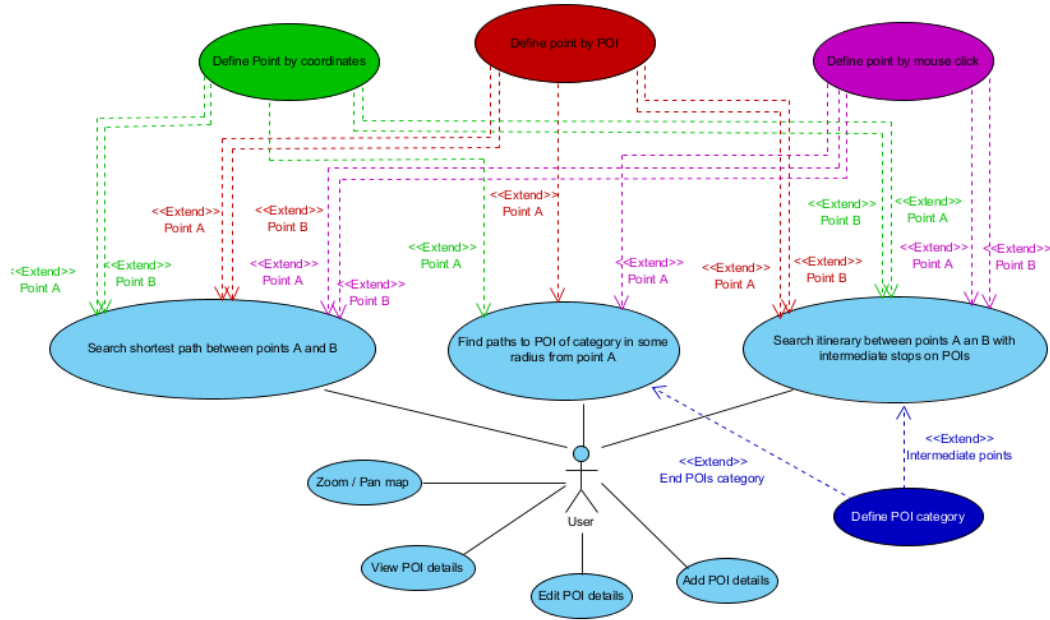 Define Point by coordinates
Define point by POI
Define point by mouse click
<<Extend>>
Point A
<<Extend>>
Point B
<<Extend>>
Point A
<<Extend>>
Point B
<<Extend>>
Point A
<<Extend>>
Point A
<<Extend>>
Point B
<<Extend>>
Point A
<<Extend>>
Point B
<<Extend>>
Point A
<<Extend>>
Point B
<<Extend>>
Point A
<<Extend>>
Point A
<<Extend>>
Point B
<<Extend>>
Point A
Search shortest path between points A and B
Find paths to POI of category in some
radius from point A
Search itinerary between points A an B with
intermediate stops on POIs
<<Extend>>
Intermediate points
<<Extend>>
End POIs category
Zoom / Pan map
User
Define POI category
View POI details
Edit POI details
Add POI details